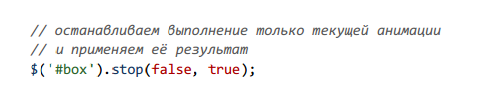 // останавливаем выполнение только текущей анимации
// и применяем её результат
$('#box').stop(false, true);